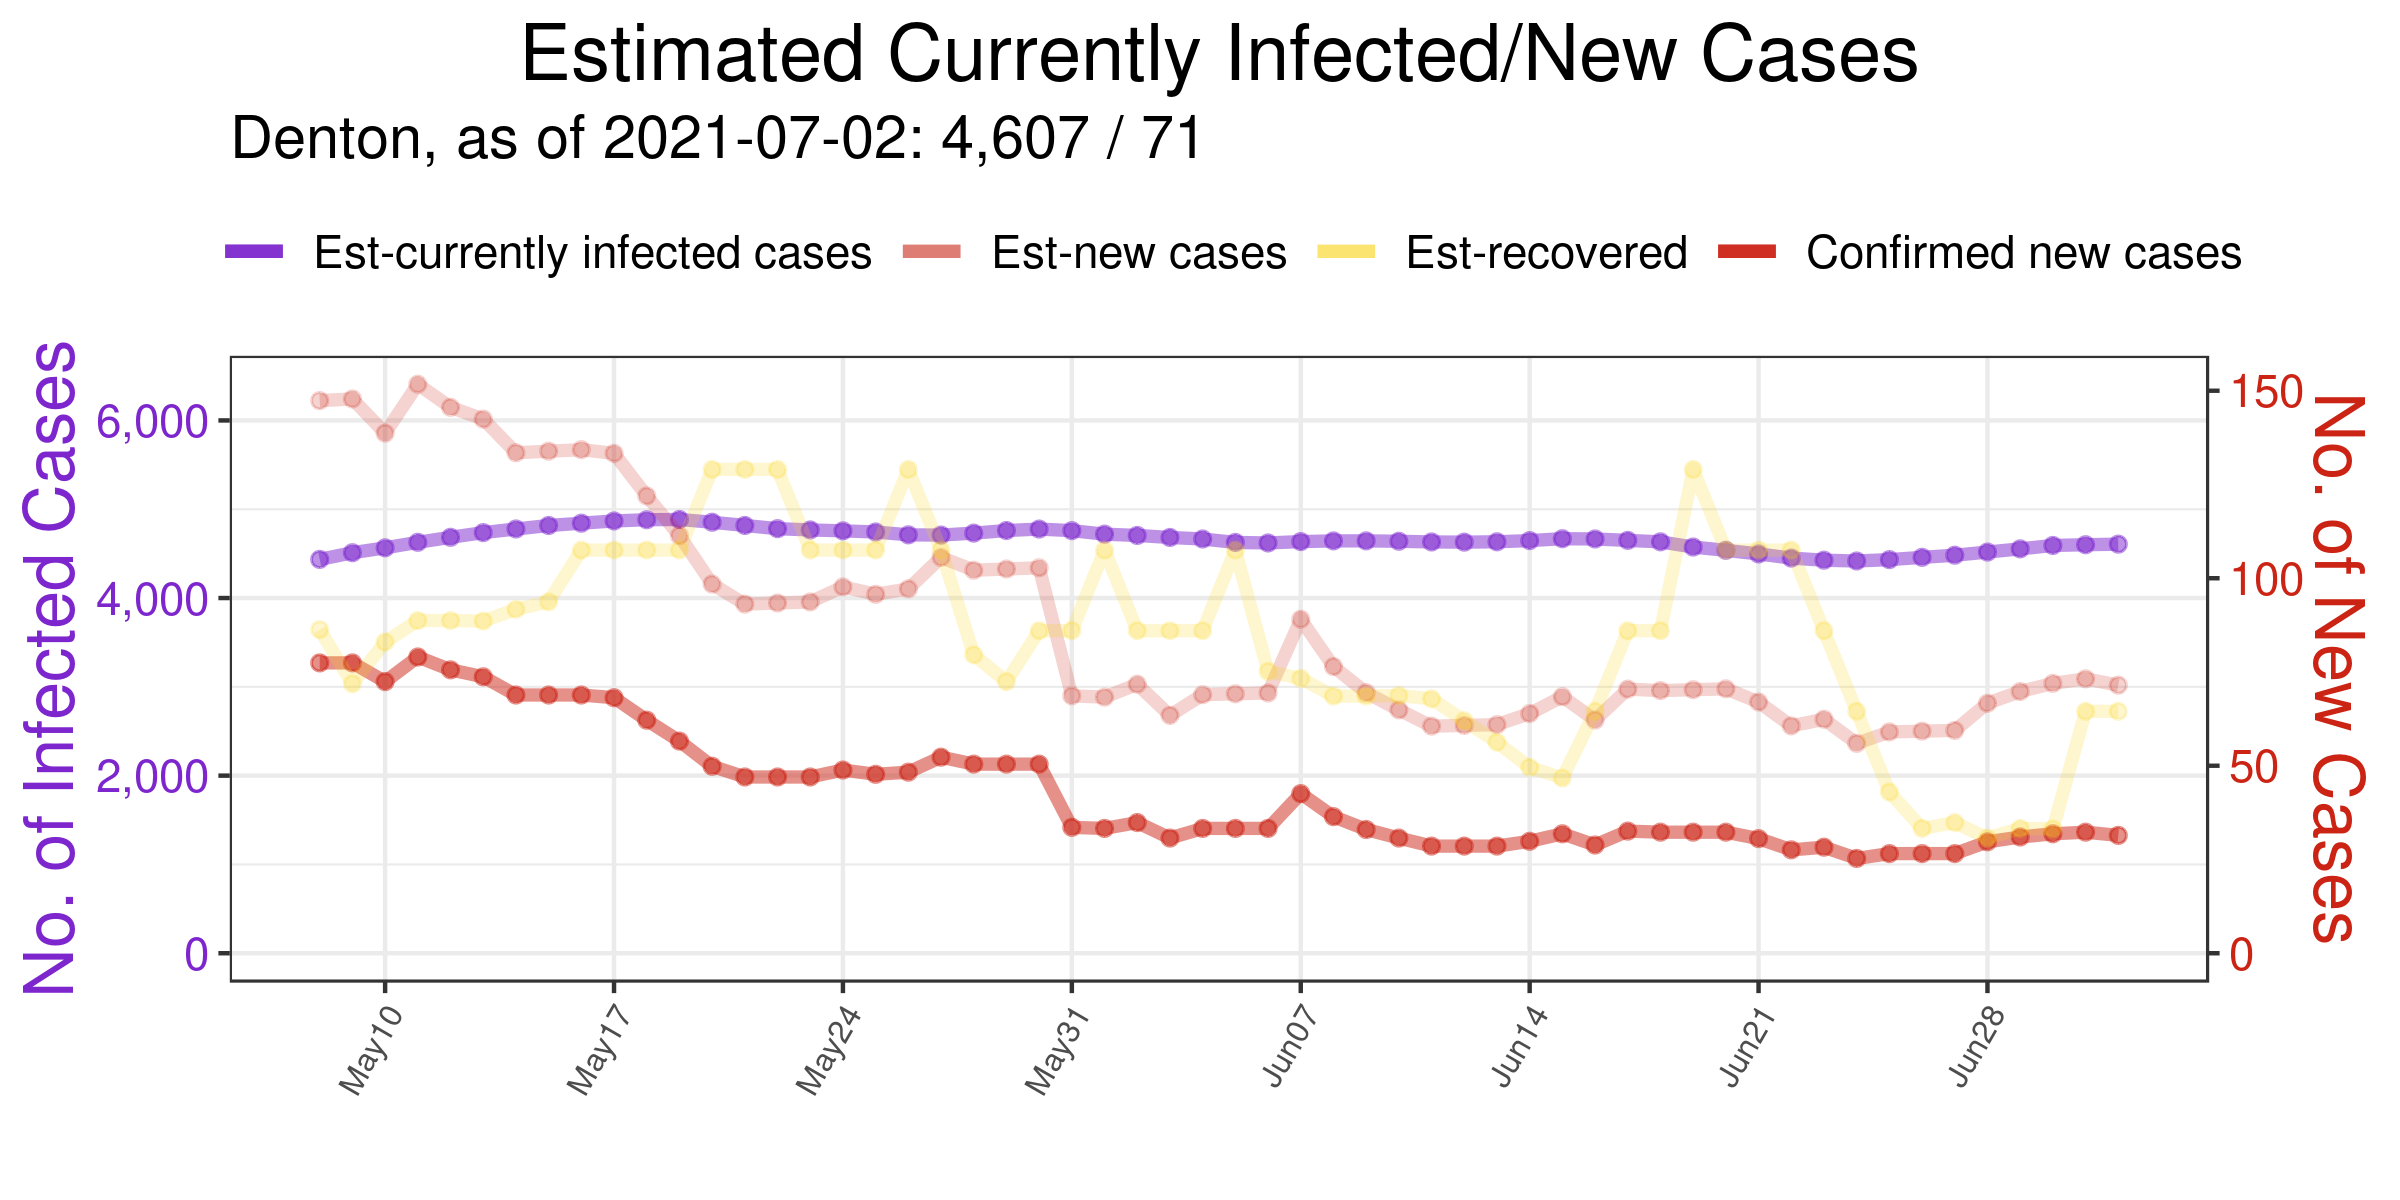 Estimated Currently Infected/New Cases
Denton, as of 2021-07-02: 4,607 / 71
Est-currently infected cases Est-new cases Est-recovered Confirmed new cases
No. of Infected Cases
6,000
4,000
2,000
0
150
100
50
0
No. of New Cases
May10 May17 May24 May31 Jun07 Jun14 Jun21 Jun28